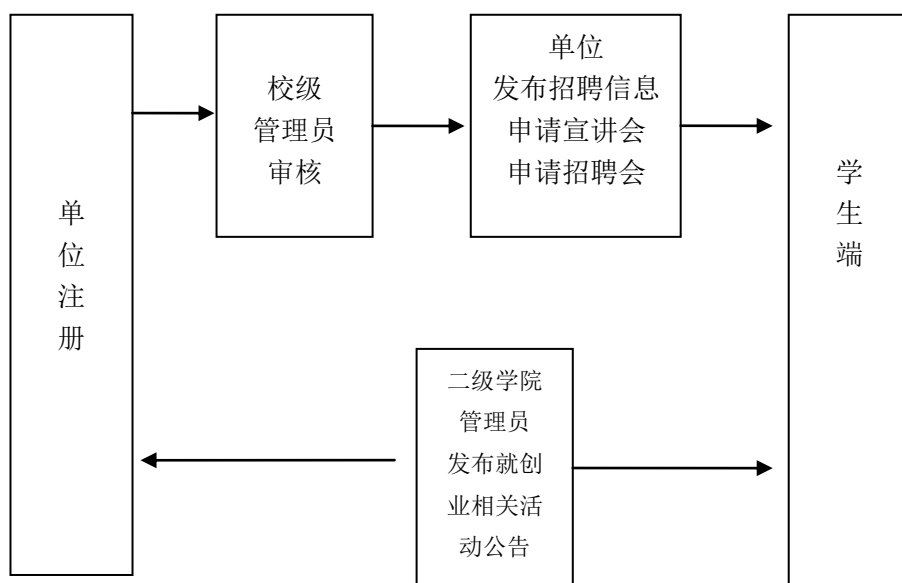 单
位
注
册
校级
管理员
审核
单位
发布招聘信息
申请宣讲会
申请招聘会
学
生
端
二级学院
管理员
发布就创
业相关活
动公告